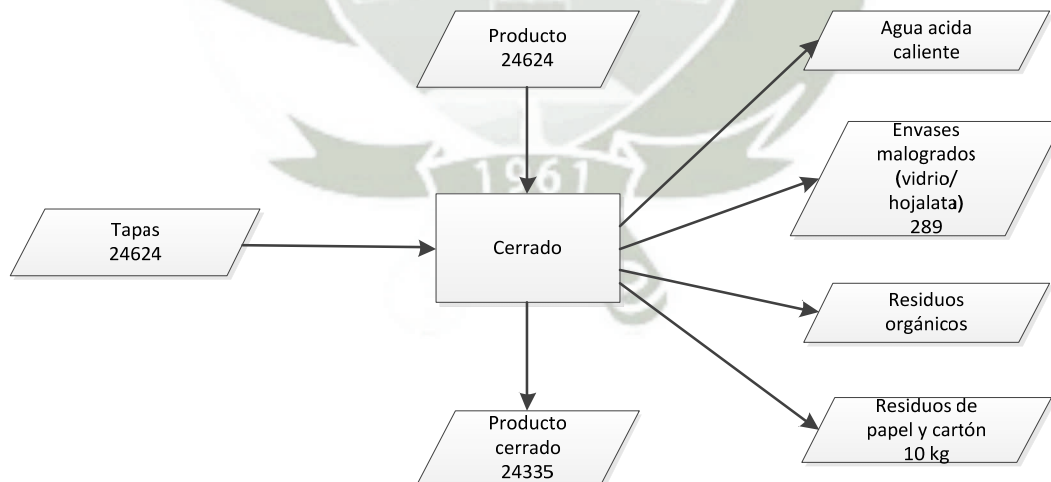 Producto
24624
Agua acida
caliente
Envases
malogrados
(vidrio/
hojalata)
289
1961
Tapas
24624
Cerrado
Residuos
orgánicos
Producto
cerrado
24335
Residuos de
papel y cartón
10 kg